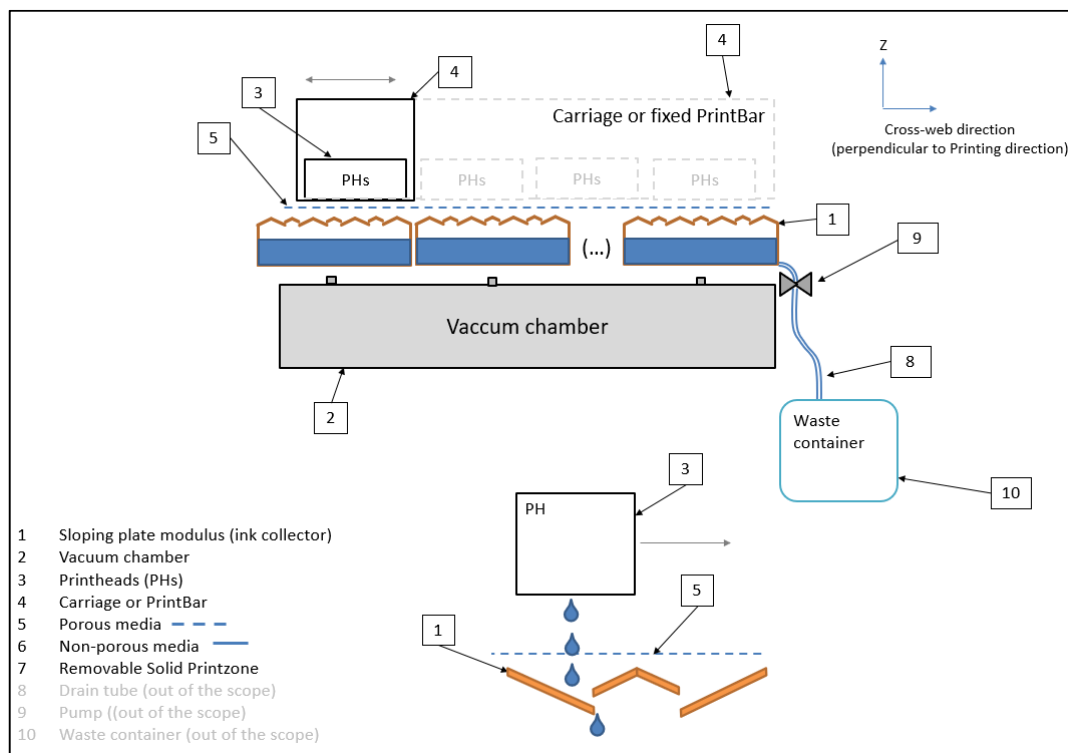 4
4
Z
3
Carriage or fixed PrintBar
Cross-web direction
(perpendicular to Printing direction)
5
PHs
PHs
PHs
PHs
1
(...)
9
Vaccum chamber
8
2
Waste
container
3
10
PH
5
1
1 Sloping plate modulus (ink collector)
2 Vacuum chamber
3 Printheads (PHs)
4 Carriage or PrintBar
5 Porous media
6 Non-porous media
7 Removable Solid Printzone
8 Drain tube (out of the scope)
9 Pump ((out of the scope)
10 Waste container (out of the scope)